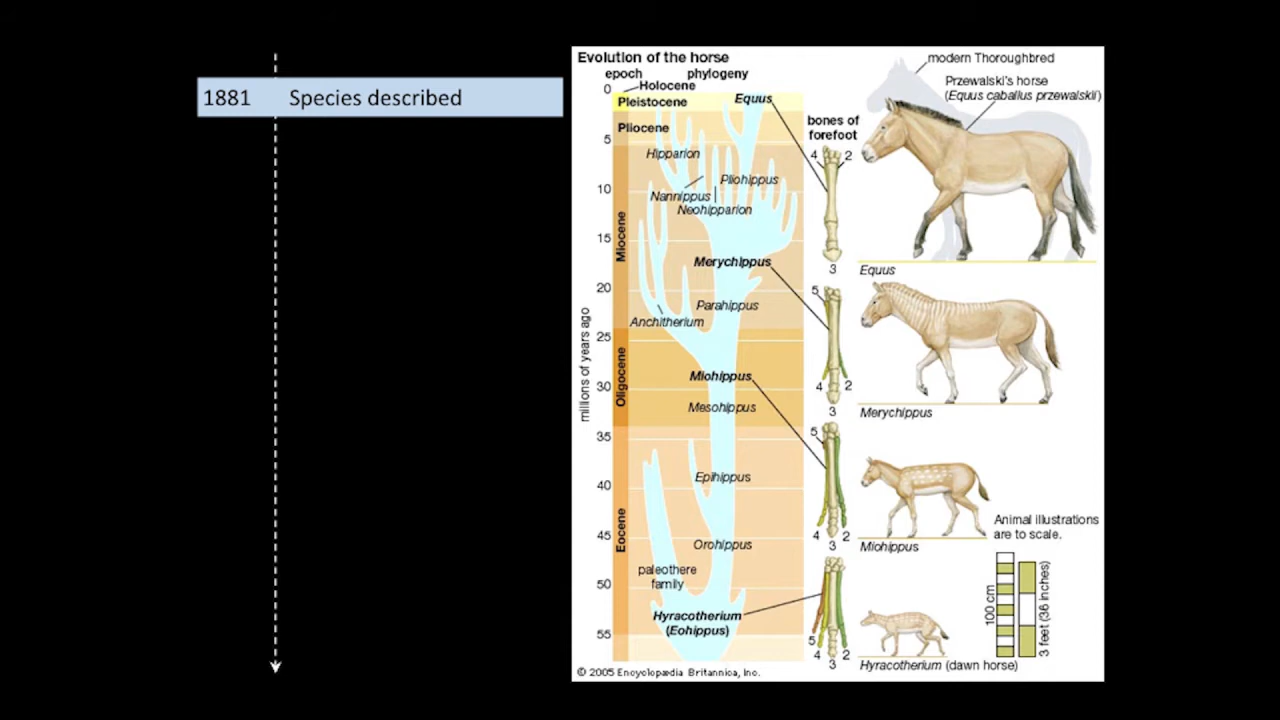 1881 Species described
Evolution of the horse
epoch phylogeny
Holocene
0
Pleistocene
Equus
Pliocene
5
Hipparion
Pliohippus
10
Nannippus
Neohipparion
Miocene
15
Merychippus
20
Parahippus
Anchitherium
25
Oligocene
Miohippus
30
Mesohippus
35
Epihippus
40
Eocene
45
Orohippus
paleothere
family
50
Hyracotherium
(Eohippus)
55
millions of years ago
bones of
forefoot
4 2
3
5
4 2
3
5
4 2
3
5
4 2
3
modern Thoroughbred
Przewalski's horse
(Equus caballus przewalskii)
Equus
Merychippus
Miohippus
Animal illustrations
are to scale.
100 cm
3 feet (36 inches)
Hyracotherium (dawn horse)
© 2005 Encyclopædia Britannica, Inc.